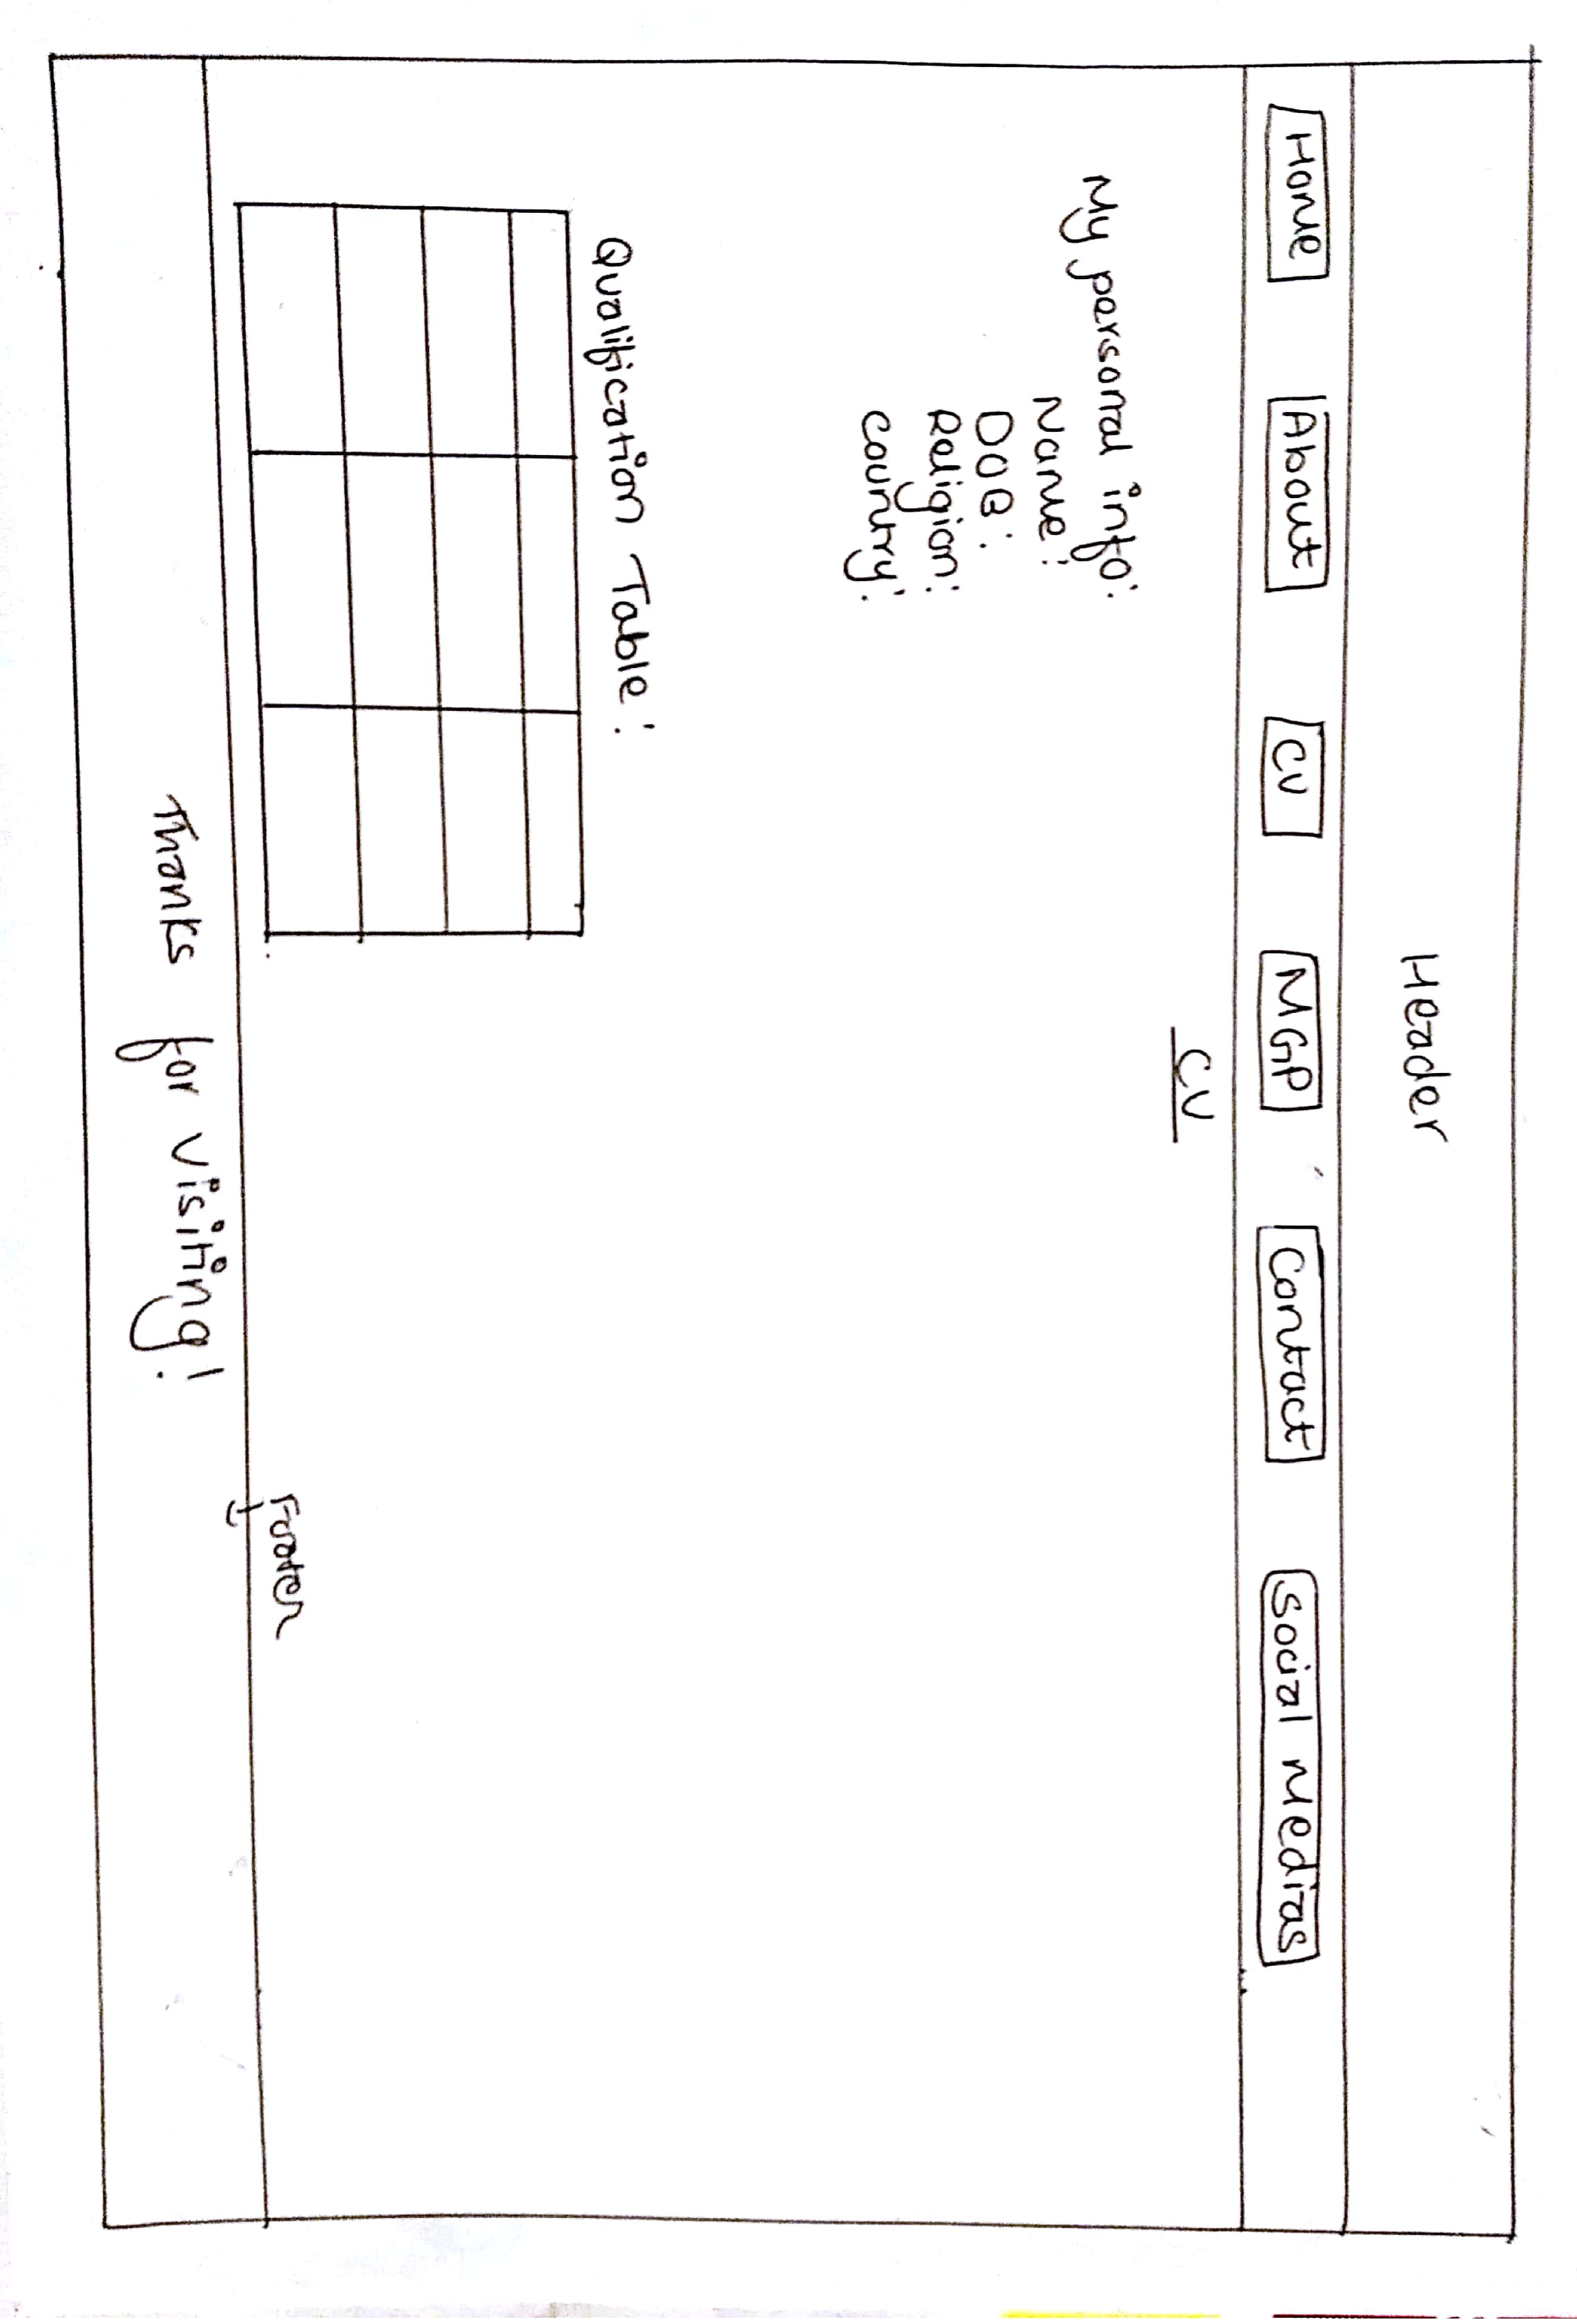 Header
Home About CV MGP Contact Social Medias
CV
My personal info:
Name:
DOB:
Religion:
Country:
Qualification Table:
Footer
Thanks for visiting!